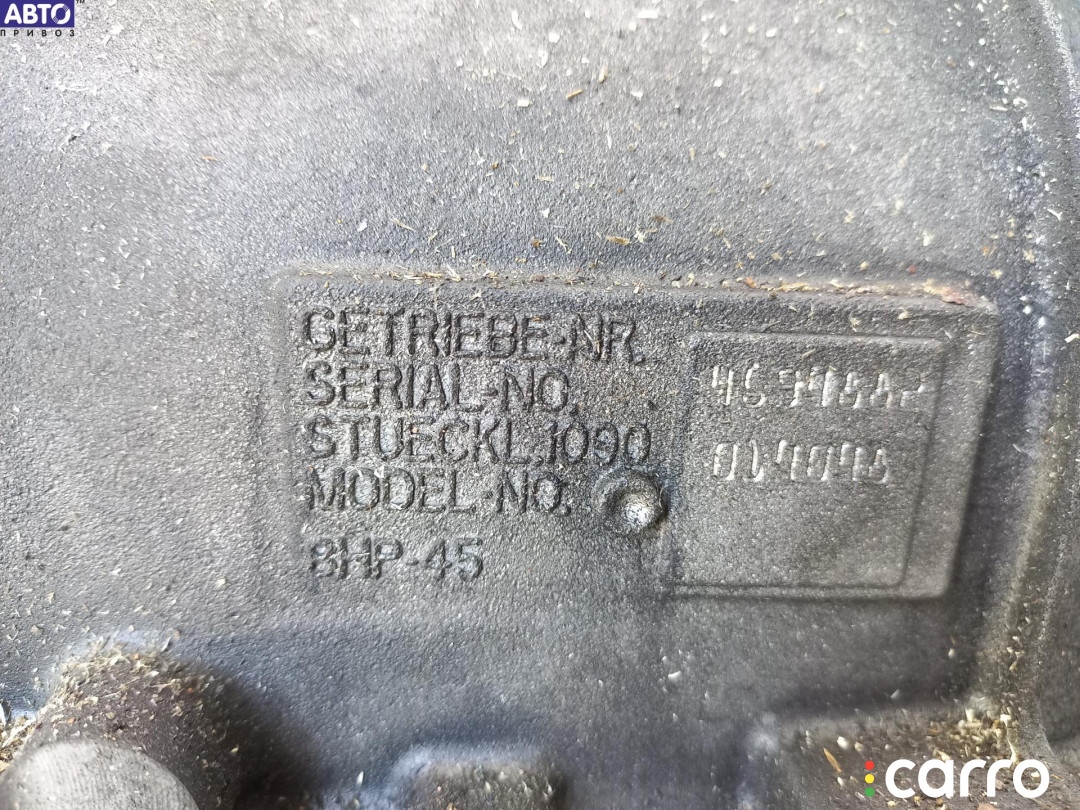 АВТО
ПРИВОЗ
GETRIEBE-NR.
SERIAL-NO.
STUECKL.1090
MODEL-NO.
8HP-45
carro